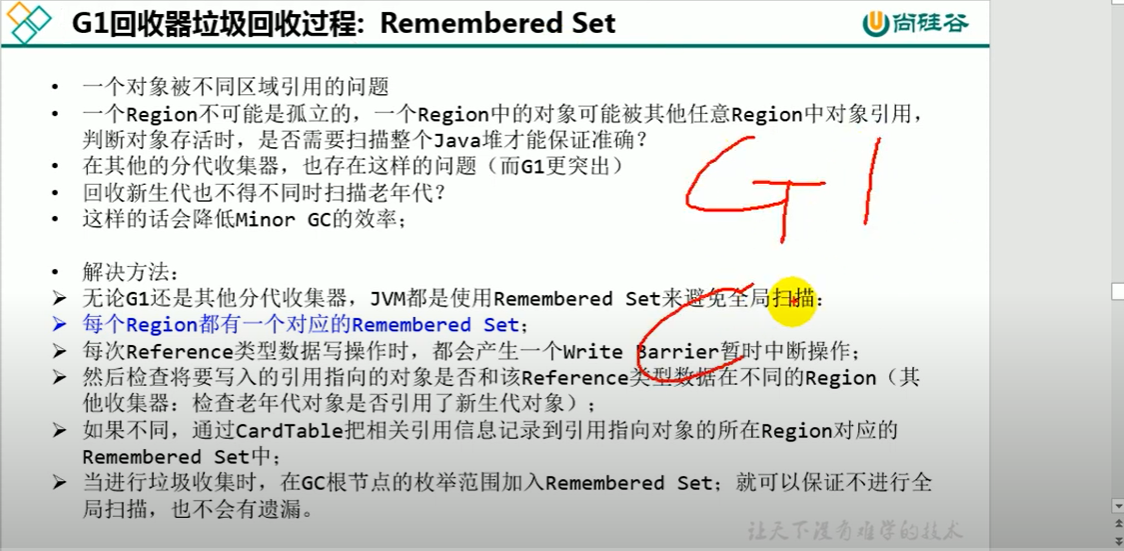 G1回收器垃圾回收过程: Remembered Set
尚硅谷
• 一个对象被不同区域引用的问题
• 一个Region不可能是孤立的，一个Region中的对象可能被其他任意Region中对象引用，
判断对象存活时，是否需要扫描整个Java堆才能保证准确？
• 在其他的分代收集器，也存在这样的问题（而G1更突出）
• 回收新生代也不得不同时扫描老年代？
• 这样的话会降低Minor GC的效率；
G1
• 解决方法：
➢ 无论G1还是其他分代收集器，JVM都是使用Remembered Set来避免全局扫描：
➢ 每个Region都有一个对应的Remembered Set；
➢ 每次Reference类型数据写操作时，都会产生一个Write Barrier暂时中断操作；
➢ 然后检查将要写入的引用指向的对象是否和该Reference类型数据在不同的Region（其
他收集器：检查老年代对象是否引用了新生代对象）；
➢ 如果不同，通过CardTable把相关引用信息记录到引用指向对象的所在Region对应的
Remembered Set中；
➢ 当进行垃圾收集时，在GC根节点的枚举范围加入Remembered Set；就可以保证不进行全
局扫描，也不会有遗漏。
让天下没有难学的技术